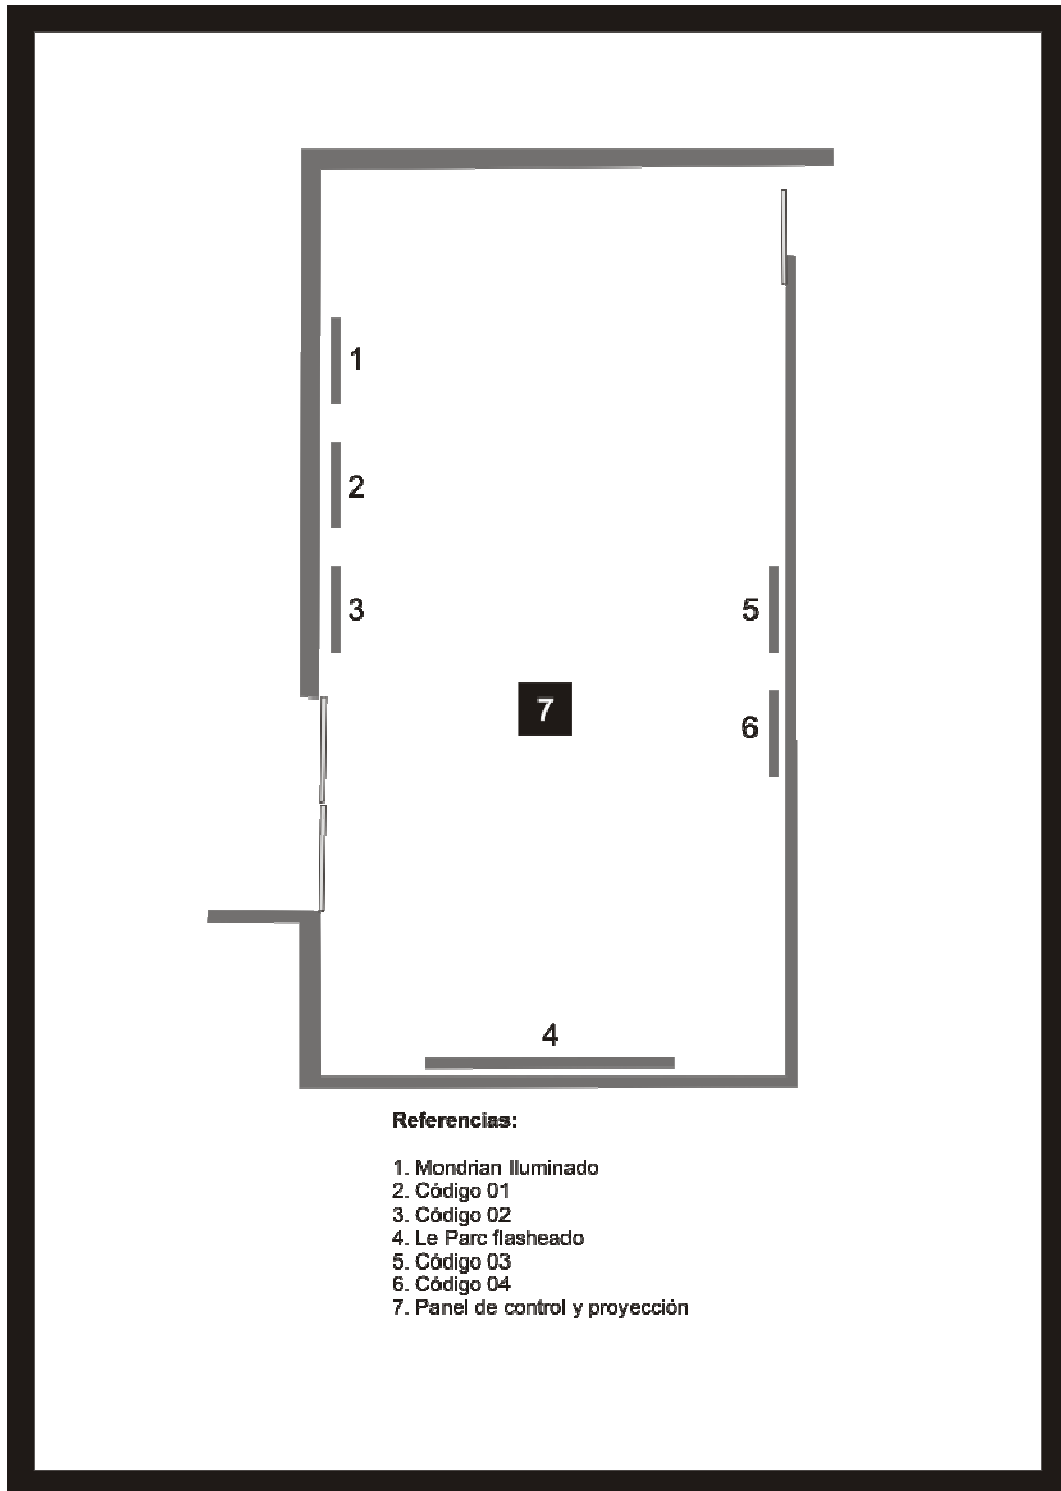 1
2
3
5
7
6
4
Referencias:
1. Mondrian Iluminado
2. Código 01
3. Código 02
4. Le Parc flasheado
5. Código 03
6. Código 04
7. Panel de control y proyección